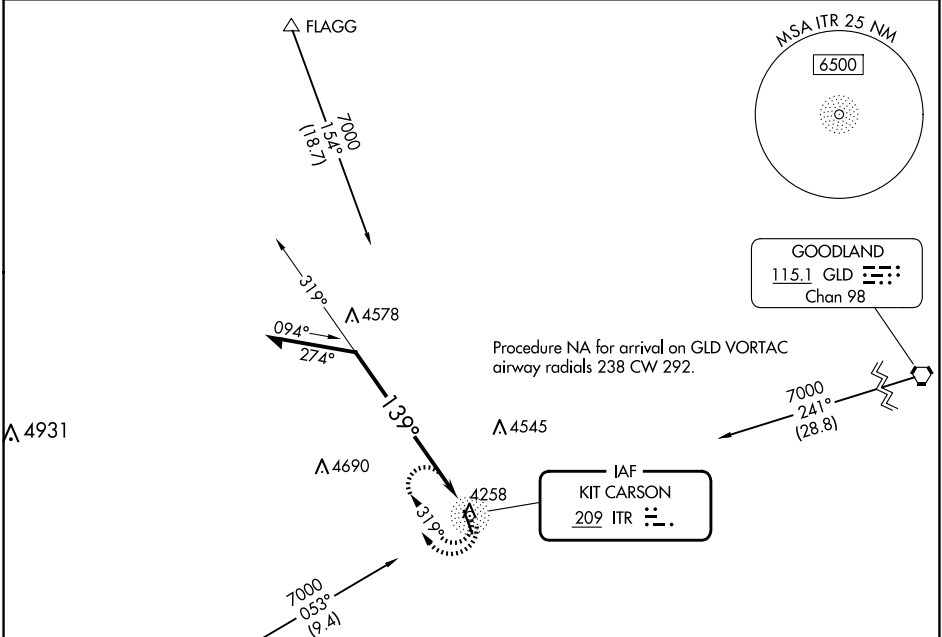 FLAGG
7000
154°
(18.7)
MSA ITR 25 NM
6500
GOODLAND
115.1 GLD
Chan 98
319°
4578
094°
274°
Procedure NA for arrival on GLD VORTAC
airway radials 238 CW 292.
7000
241°
(28.8)
139°
4931
4545
4690
IAF
KIT CARSON
209 ITR
4258
319°
7000
053°
(9.4)